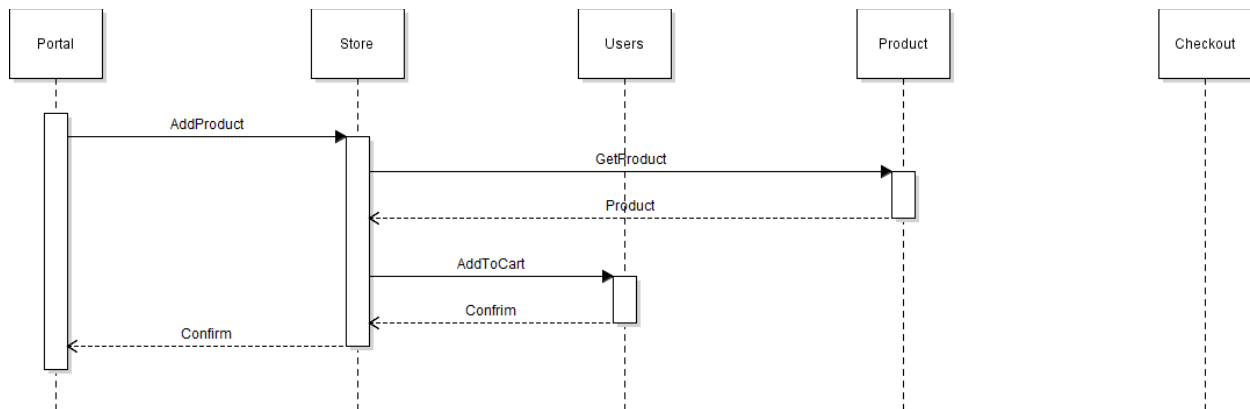 Portal
Store
Users
Product
Checkout
AddProduct
GetProduct
Product
AddToCart
Confrim
Confirm